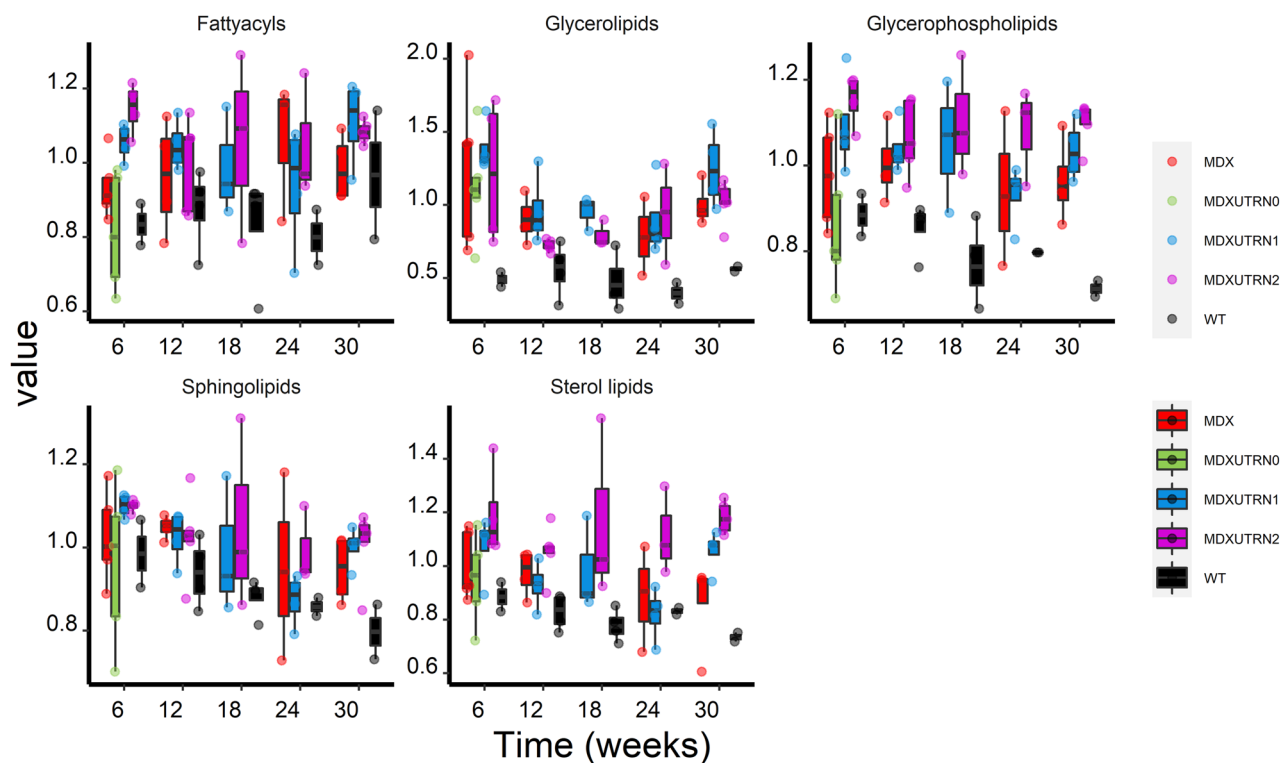 Fattyacyls
Glycerolipids
Glycerophospholipids
1.2
1.0
0.8
0.6
2.0
1.5
1.0
0.5
1.2
1.0
0.8
6 12 18 24 30
6 12 18 24 30
6 12 18 24 30
value
Sphingolipids
Sterol lipids
1.2
1.0
0.8
1.4
1.2
1.0
0.8
0.6
6 12 18 24 30
6 12 18 24 30
Time (weeks)
MDX
MDXUTRN0
MDXUTRN1
MDXUTRN2
WT
MDX
MDXUTRN0
MDXUTRN1
MDXUTRN2
WT